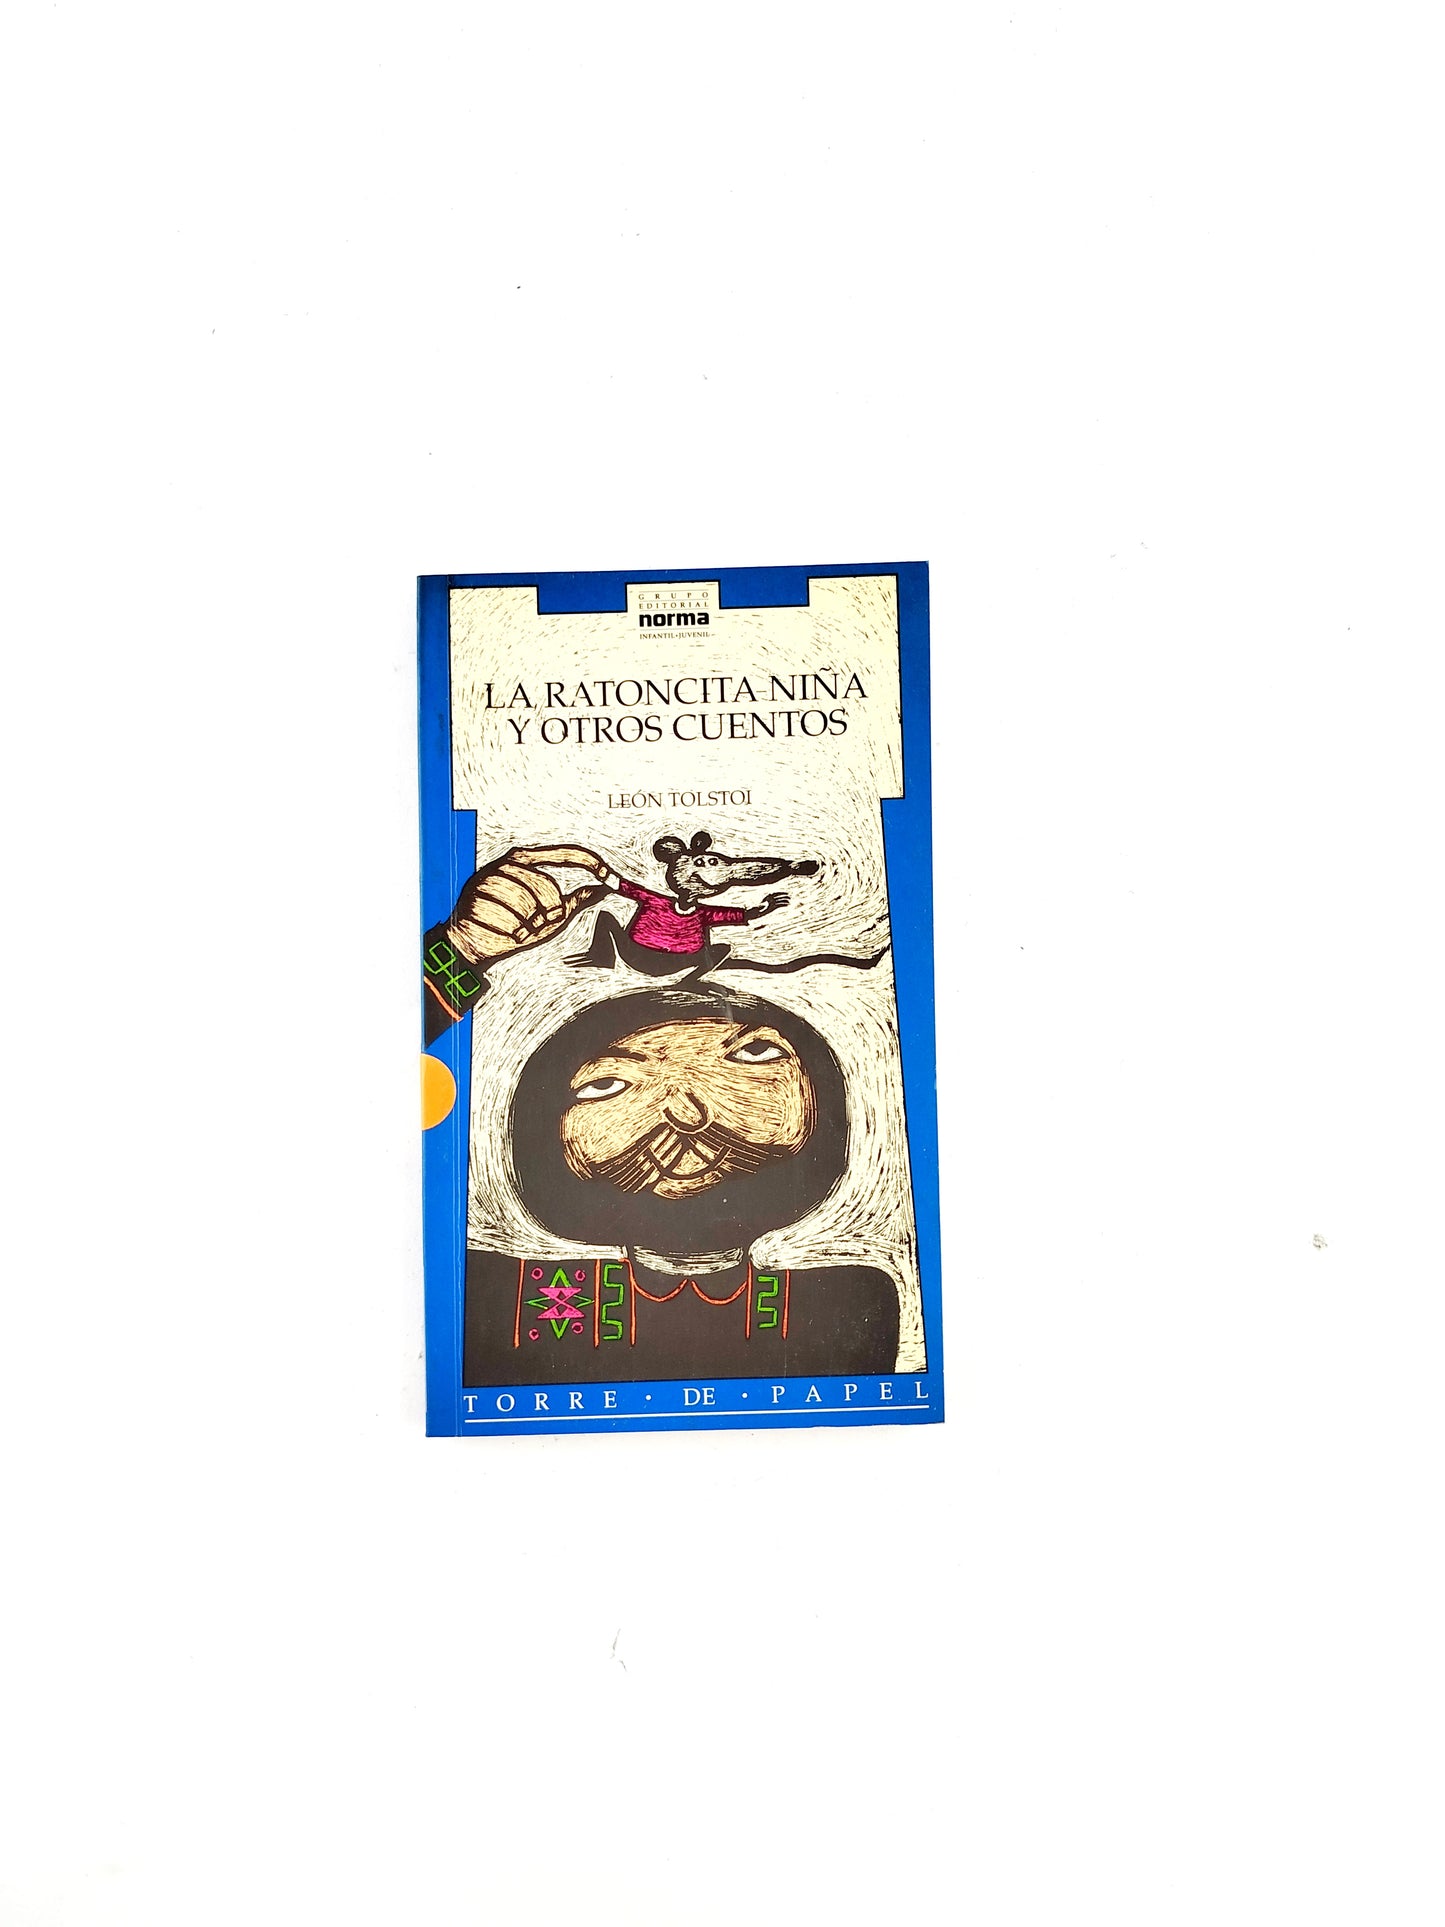 GRUPO
EDITORIAL
norma
INFANTIL·JUVENIL
LA RATONCITA-NIÑA
Y OTROS CUENTOS
LEÓN TOLSTOI
TORRE · DE · PAPEL